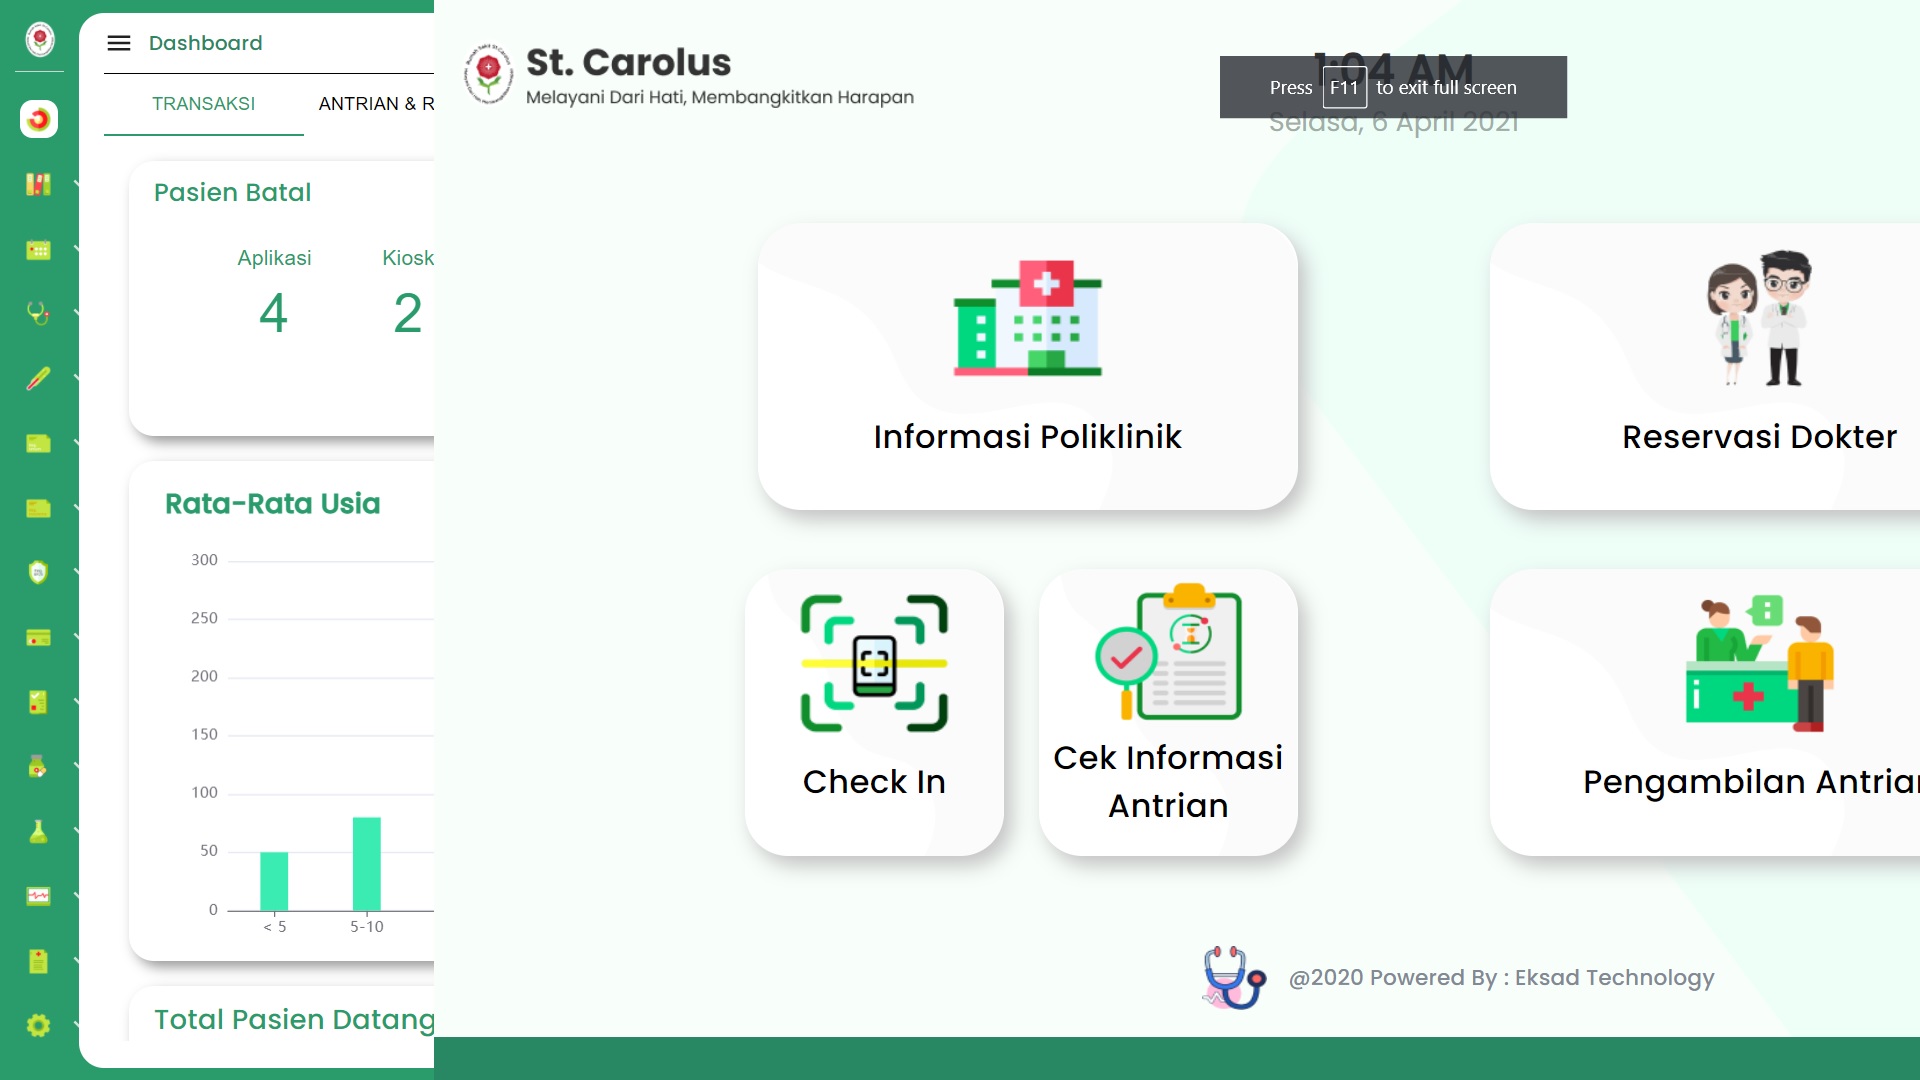 Dashboard
TRANSAKSI
ANTRIAN & R
Pasien Batal
Aplikasi
Kiosk
4
2
Rata-Rata Usia
300
250
200
150
100
50
0
< 5
5-10
Total Pasien Datang
St. Carolus
Melayani Dari Hati, Membangkitkan Harapan
1:04 AM
Press F11 to exit full screen
Selasa, 6 April 2021
Informasi Poliklinik
Reservasi Dokter
Check In
Cek Informasi
Antrian
Pengambilan Antrian
@2020 Powered By : Eksad Technology